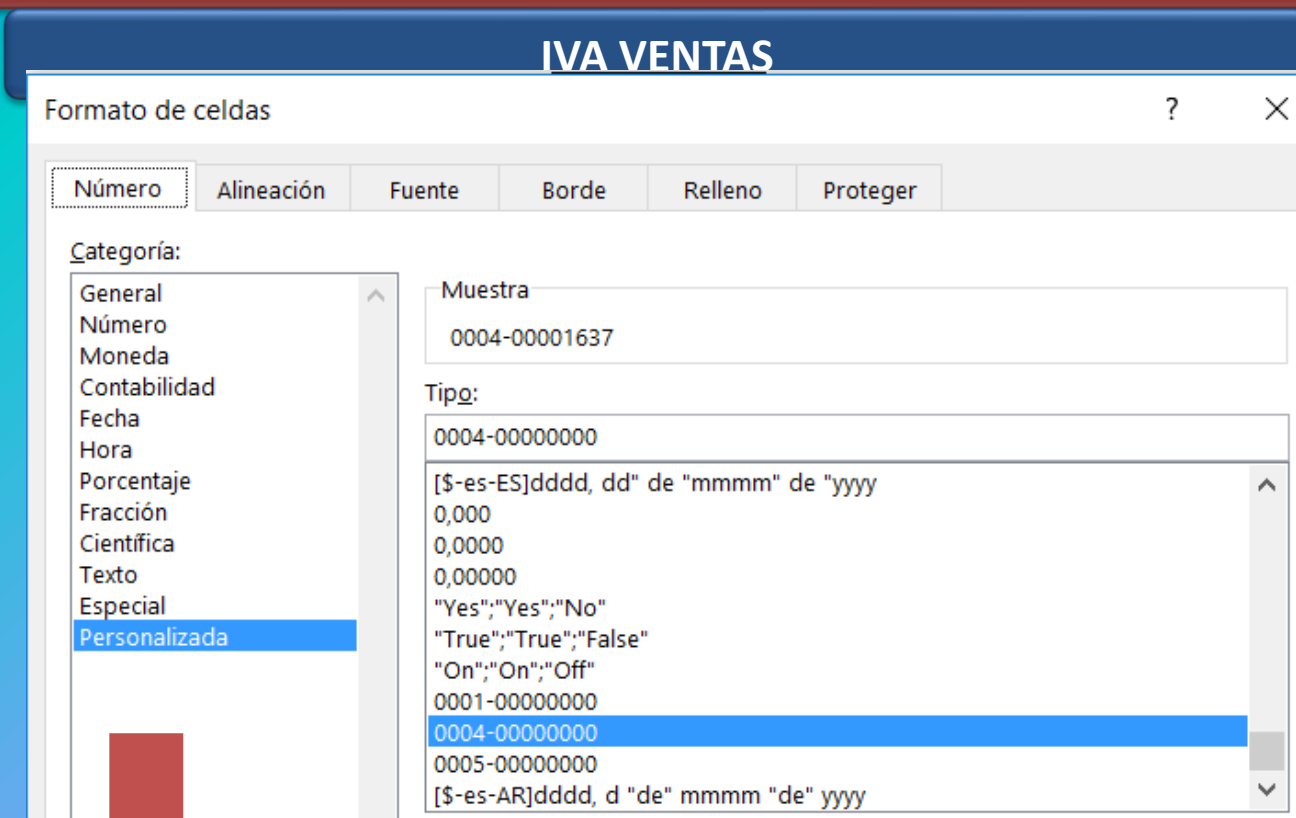 IVA VENTAS
Formato de celdas ?
Número Alineación Fuente Borde Relleno Proteger
Categoría:
General
Número
Moneda
Contabilidad
Fecha
Hora
Porcentaje
Fracción
Científica
Texto
Especial
Personalizada
Muestra
0004-00001637
Tipo:
0004-00000000
[$-es-ES]dddd, dd" de "mmmm" de "yyyy
0,000
0,0000
0,00000
"Yes";"Yes";"No"
"True";"True";"False"
"On";"On";"Off"
0001-00000000
0004-00000000
0005-00000000
[$-es-AR]dddd, d "de" mmmm "de" yyyy